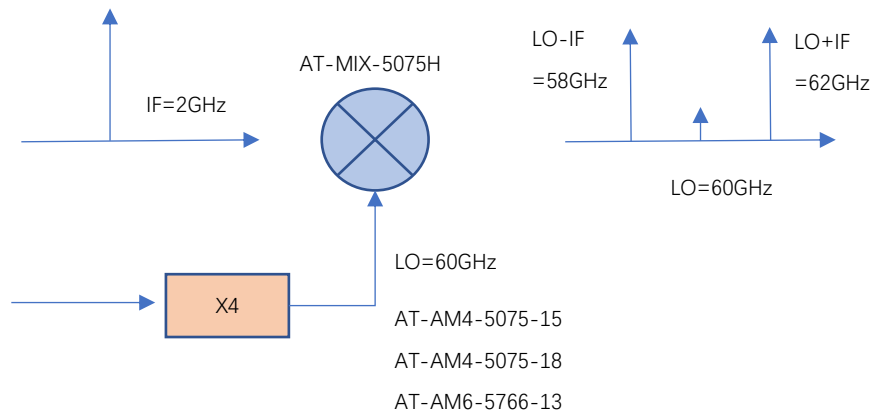 LO-IF
=58GHz
LO+IF
=62GHz
AT-MIX-5075H
IF=2GHz
LO=60GHz
LO=60GHz
X4
AT-AM4-5075-15
AT-AM4-5075-18
AT-AM6-5766-13